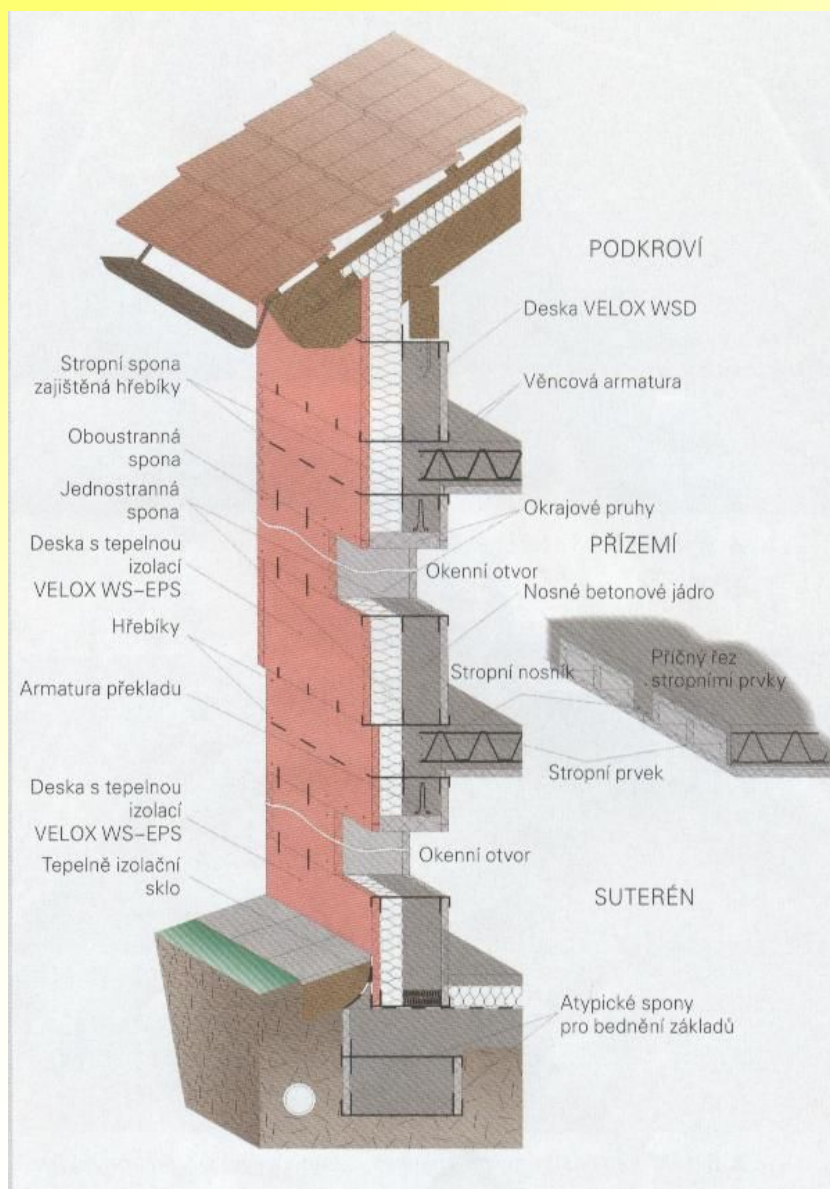 PODKROVÍ
Deska VELOX WSD
Stropní spona
zajištěná hřebíky
Věncová armatura
Oboustranná
spona
Jednostranná
spona
Okrajové pruhy
Deska s tepelnou
izolací
VELOX WS–EPS
PŘÍZEMÍ
Okenní otvor
Nosné betonové jádro
Hřebíky
Stropní nosník
Příčný řez
stropními prvky
Armatura překladu
Stropní prvek
Deska s tepelnou
izolací
VELOX WS–EPS
Okenní otvor
Tepelně izolační
sklo
SUTERÉN
Atypické spony
pro bednění základů